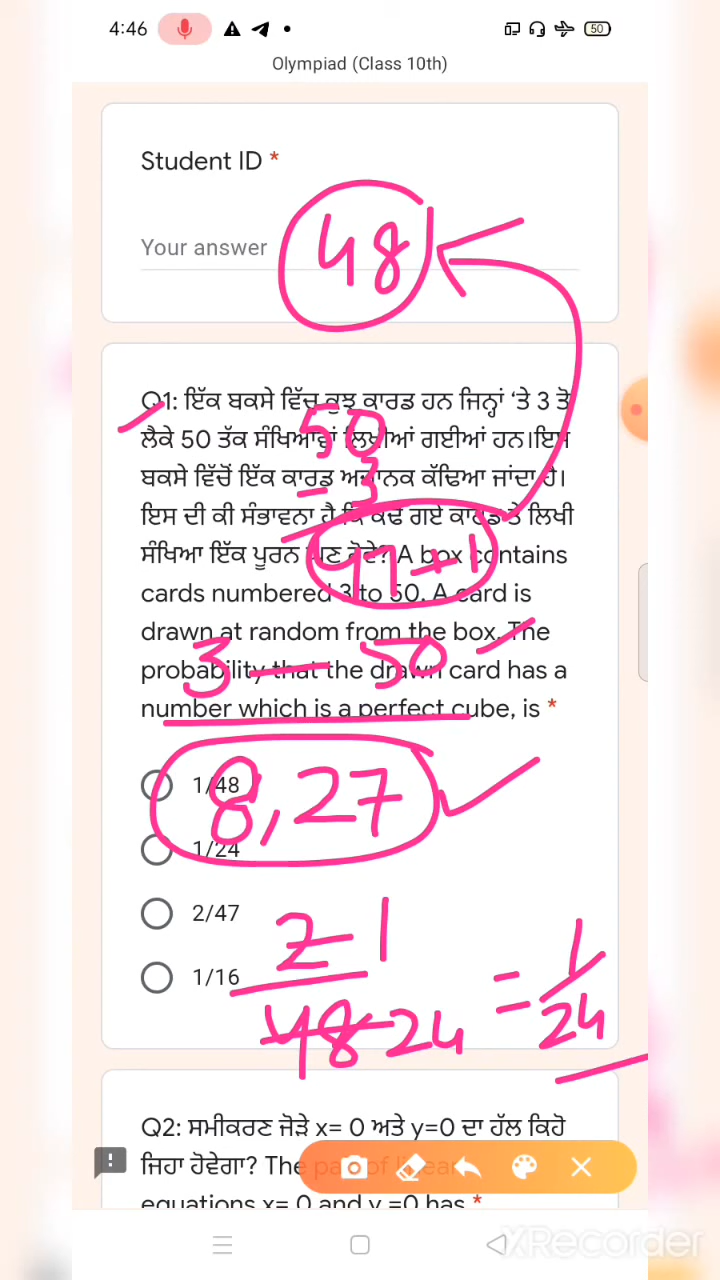 4:46
50
Olympiad (Class 10th)
Student ID *
Your answer
48
Q1: ਇੱਕ ਬਕਸੇ ਵਿੱਚ ਕੁਝ ਕਾਰਡ ਹਨ ਜਿਨ੍ਹਾਂ 'ਤੇ 3 ਤੋਂ
ਲੈਕੇ 50 ਤੱਕ ਸੰਖਿਆਵਾਂ ਲਿਖੀਆਂ ਗਈਆਂ ਹਨ।ਇਸ
ਬਕਸੇ ਵਿੱਚੋਂ ਇੱਕ ਕਾਰਡ ਅਚਾਨਕ ਕੱਢਿਆ ਜਾਂਦਾ ਹੈ।
ਇਸ ਦੀ ਕੀ ਸੰਭਾਵਨਾ ਹੈ ਕਿ ਕੱਢੇ ਗਏ ਕਾਰਡ ਤੇ ਲਿਖੀ
ਸੰਖਿਆ ਇੱਕ ਪੂਰਨ ਘਣ ਹੋਵੇ? A box contains
cards numbered 3 to 50. A card is
drawn at random from the box. The
probability that the drawn card has a
number which is a perfect cube, is *
50
- 3
47+1
3 — 50
8, 27
1/48
1/24
2/47
1/16
2 1
48 24
= 1
24
Q2: ਸਮੀਕਰਣ ਜੋੜੇ x= 0 ਅਤੇ y=0 ਦਾ ਹੱਲ ਕਿਹੋ
ਜਿਹਾ ਹੋਵੇਗਾ? The pair of linear
equations x= 0 and y =0 has *
XRecorder